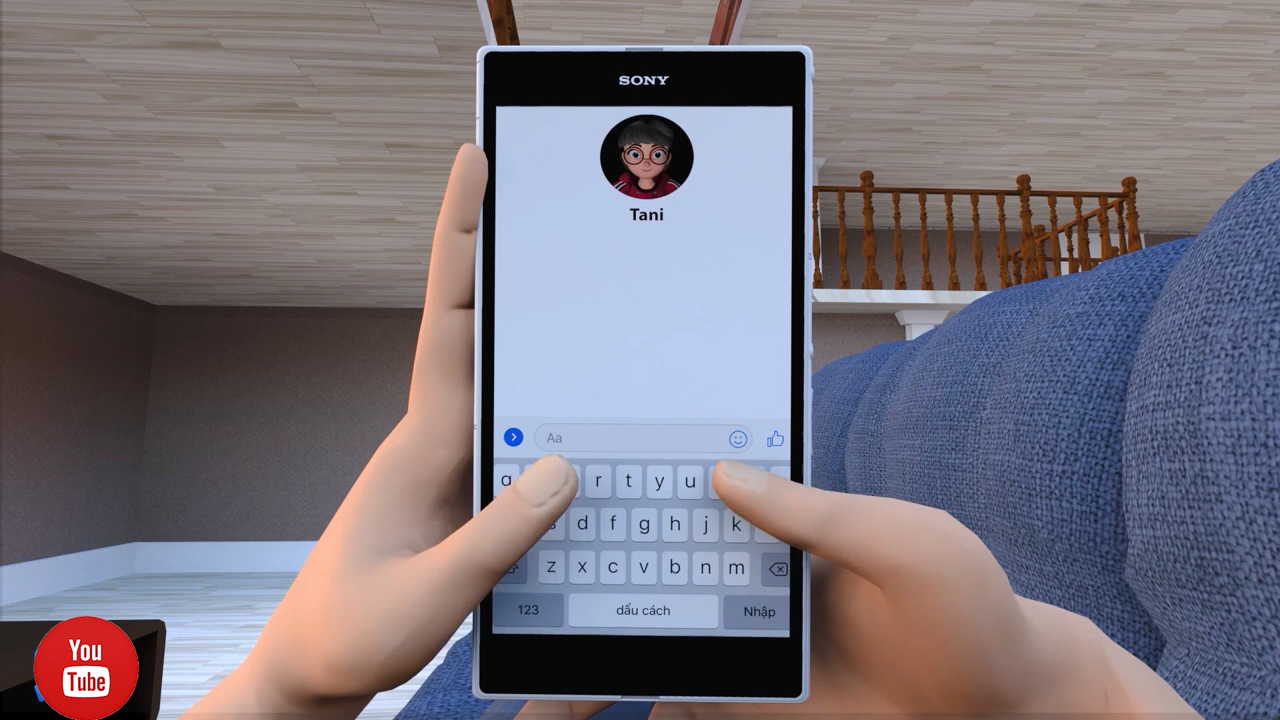 SONY
Tani
Aa
q r t y u
s d f g h j k
z x c v b n m
123 dấu cách Nhập
You
Tube